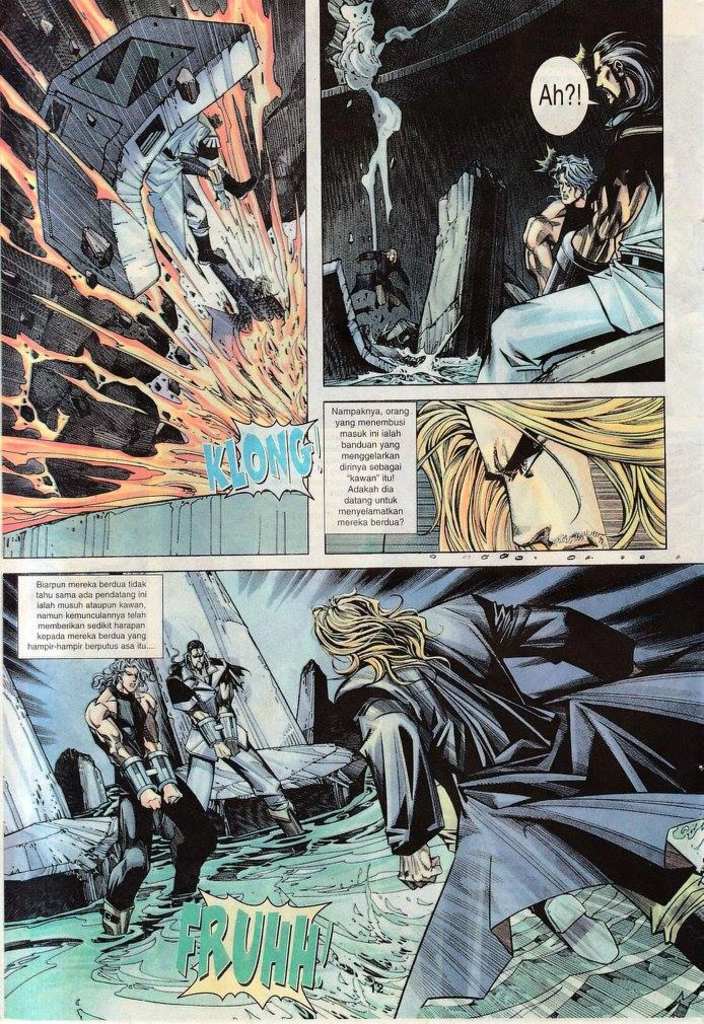 Ah?!
KLONG
Nampaknya, orang
yang menembusi
masuk ini ialah
banduan yang
menggelarkan
dirinya sebagai
"kawan" itu!
Adakah dia
datang untuk
menyelamatkan
mereka berdua?
Biarpun mereka berdua tidak
tahu sama ada pendatang ini
ialah musuh ataupun kawan,
namun kemunculannya telah
memberikan sedikit harapan
kepada mereka berdua yang
hampir-hampir berputus asa itu...
FRUHH
12